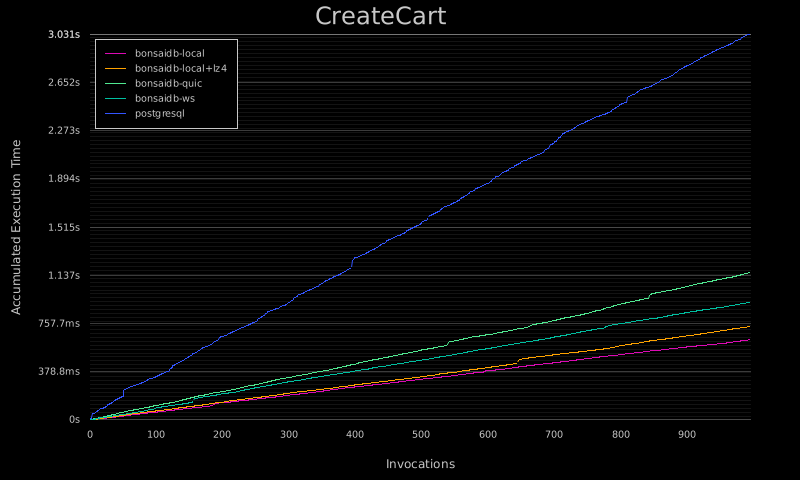 CreateCart
3.031s
2.652s
2.273s
1.894s
1.515s
1.137s
757.7ms
378.8ms
0s
Accumulated Execution Time
bonsaidb-local
bonsaidb-local+lz4
bonsaidb-quic
bonsaidb-ws
postgresql
0 100 200 300 400 500 600 700 800 900
Invocations